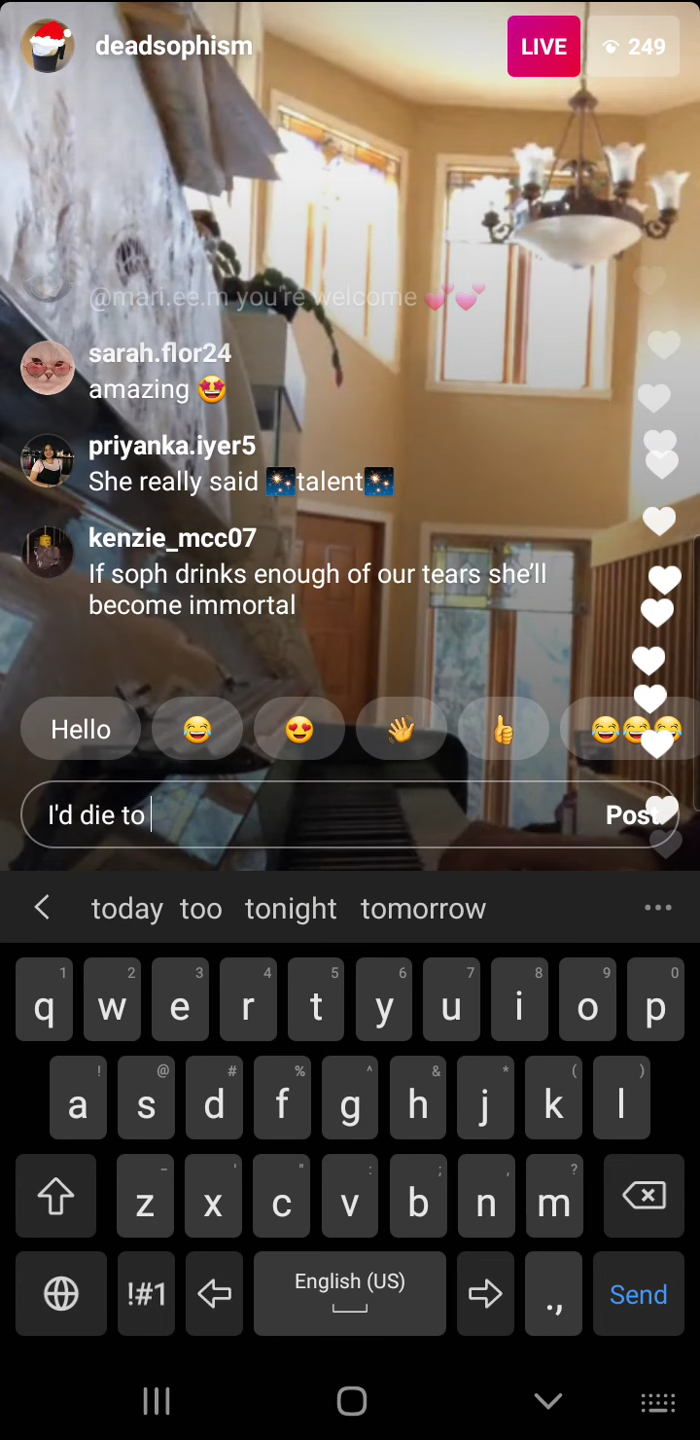 deadsophism
LIVE
249
@mari.ee.m you're welcome 💕💕
sarah.flor24
amazing 🤩
priyanka.iyer5
She really said 🎇talent🎇
kenzie_mcc07
If soph drinks enough of our tears she’ll
become immortal
Hello 😂 😍 👋 👍 😂😂😂
I'd die to Post
today too tonight tomorrow ...
1 2 3 4 5 6 7 8 9 0
q w e r t y u i o p
! @ # % ^ & * ( )
a s d f g h j k l
- ' " : ; , ?
z x c v b n m
!#1 English (US) ., Send